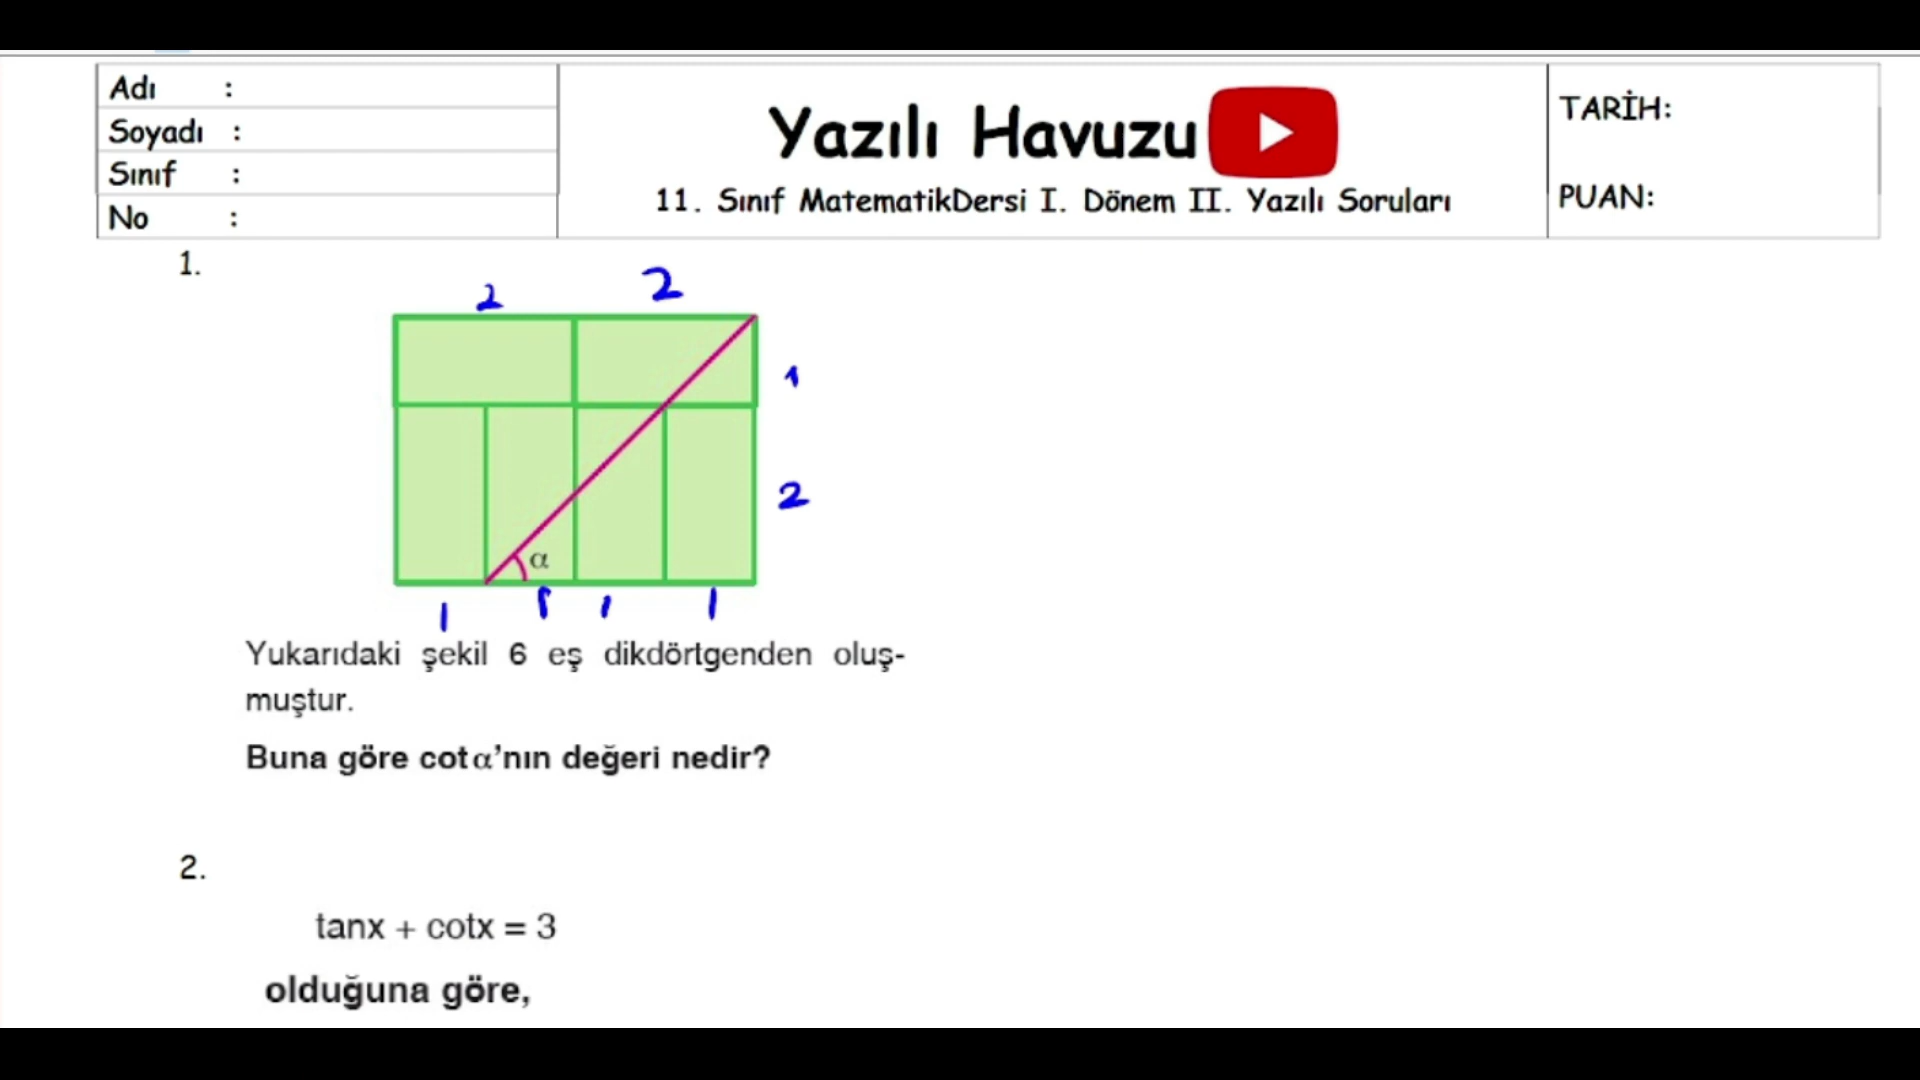 Adı :
Soyadı :
Sınıf :
No :
Yazılı Havuzu
11. Sınıf MatematikDersi I. Dönem II. Yazılı Soruları
TARİH:
PUAN:
1.
2 2
1
2
α
1 1 1 1
Yukarıdaki şekil 6 eş dikdörtgenden oluş-
muştur.
Buna göre cotα’nın değeri nedir?
2.
tanx + cotx = 3
olduğuna göre,